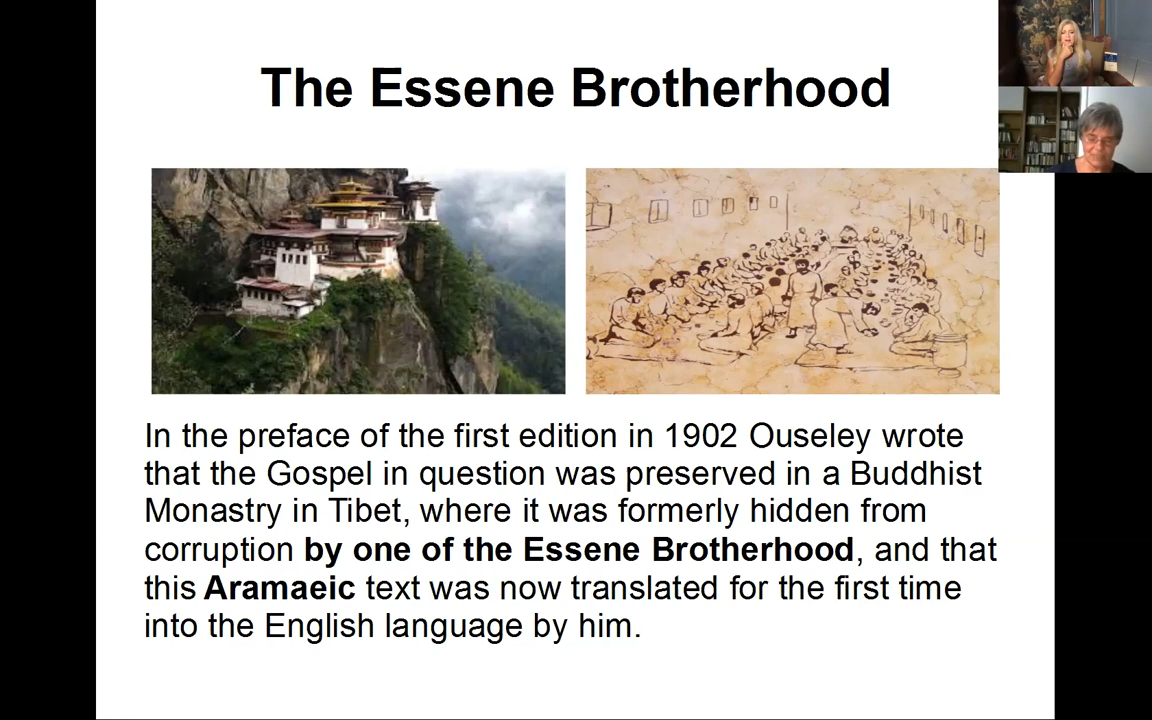 The Essene Brotherhood
In the preface of the first edition in 1902 Ouseley wrote
that the Gospel in question was preserved in a Buddhist
Monastry in Tibet, where it was formerly hidden from
corruption by one of the Essene Brotherhood, and that
this Aramaeic text was now translated for the first time
into the English language by him.